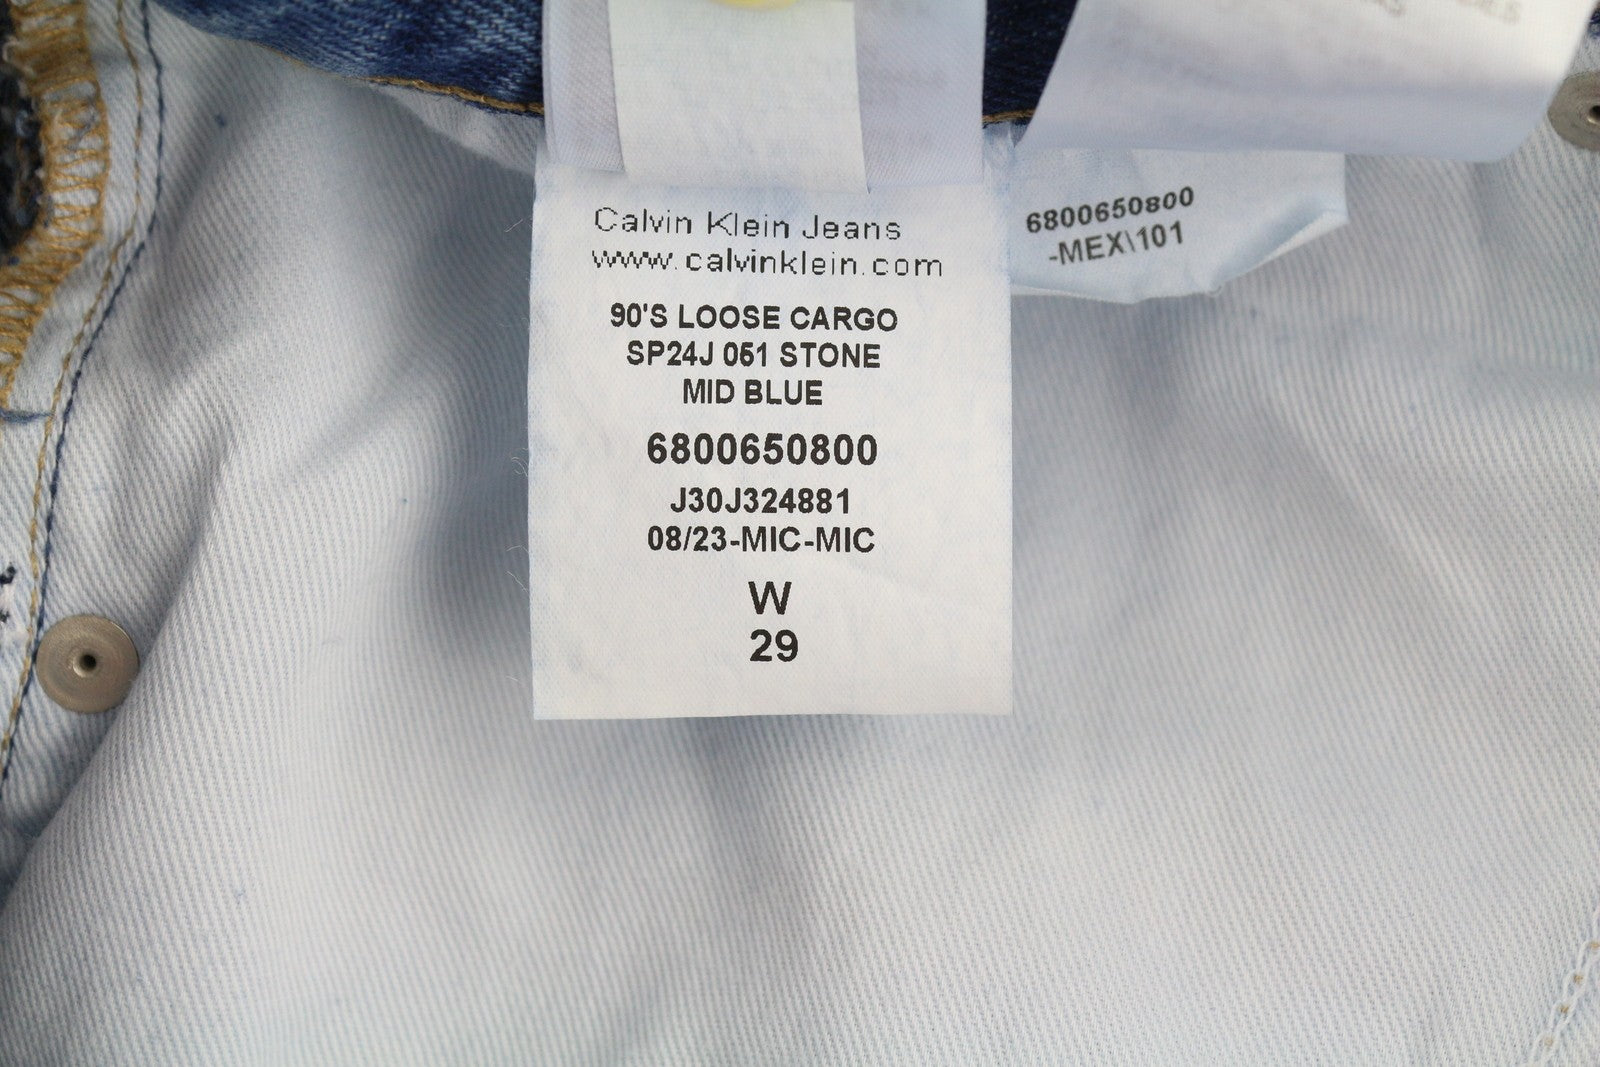 Calvin Klein Jeans
www.calvinklein.com
90'S LOOSE CARGO
SP24J 051 STONE
MID BLUE
6800650800
J30J324881
08/23-MIC-MIC
W
29
6800650800
-MEX\101